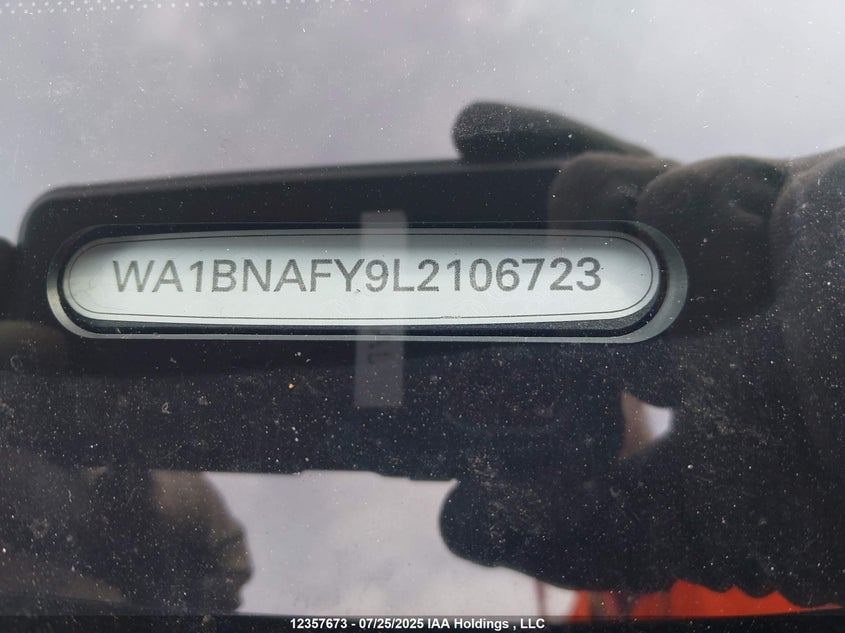 WA1BNAFY9L2106723
12357673 - 07/25/2025 IAA Holdings , LLC